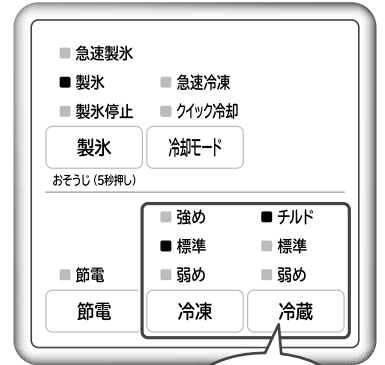 急速製氷
製氷 急速冷凍
製氷停止 クイック冷却
製氷 冷却モード
おそうじ(5秒押し)
強め チルド
標準 標準
節電 弱め 弱め
節電 冷凍 冷蔵